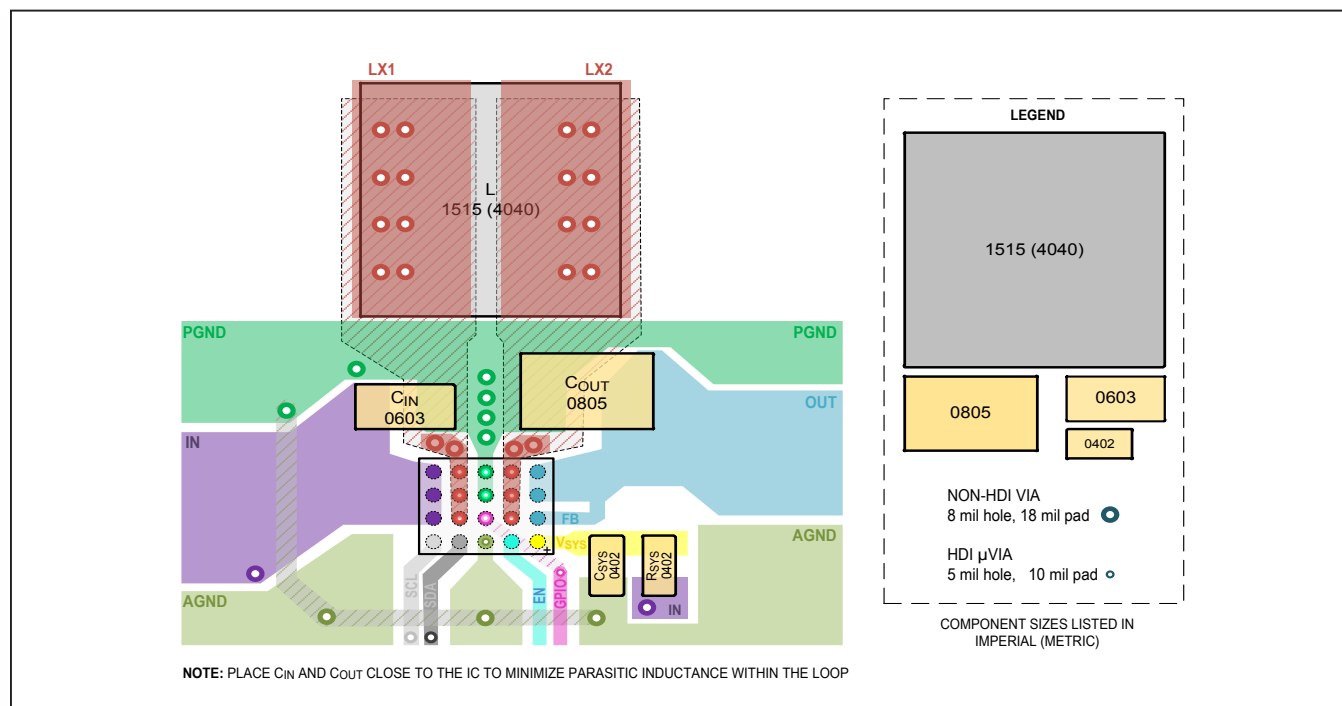 LX1
LX2
L
1515 (4040)
PGND
PGND
CIN
0603
COUT
0805
OUT
IN
FB
VSYS
AGND
CSYS
0402
RSYS
0402
+
SCL
SDA
EN
GPIO
IN
AGND
NOTE: PLACE CIN AND COUT CLOSE TO THE IC TO MINIMIZE PARASITIC INDUCTANCE WITHIN THE LOOP
LEGEND
1515 (4040)
0805
0603
0402
NON-HDI VIA
8 mil hole, 18 mil pad
HDI µVIA
5 mil hole, 10 mil pad
COMPONENT SIZES LISTED IN
IMPERIAL (METRIC)